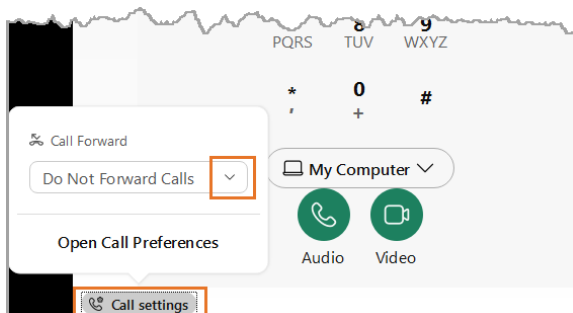 8 9
PQRS TUV WXYZ
* 0 #
, +
Call Forward
Do Not Forward Calls
My Computer
Open Call Preferences
Audio Video
Call settings